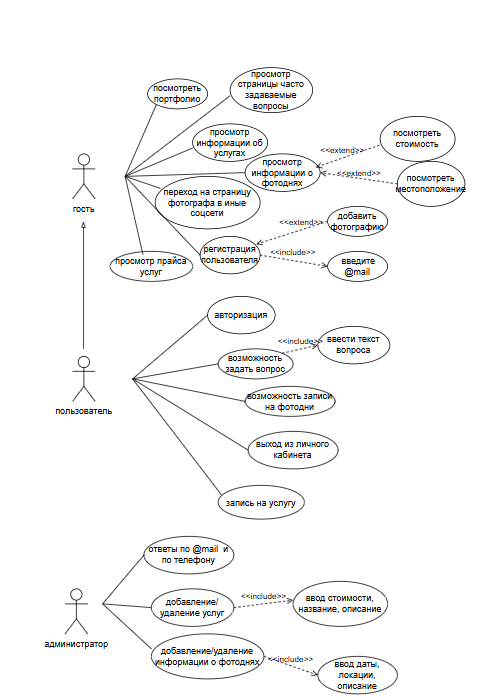 просмотр
страницы часто
задаваемые
вопросы
посмотреть
портфолио
просмотр
информации об
услугах
посмотреть
стоимость
<<extend>>
просмотр
информации о
фотоднях
<<extend>>
посмотреть
местоположение
гость
переход на страницу
фотографа в иные
соцсети
<<extend>>
добавить
фотографию
регистрация
пользователя
<<include>>
введите
@mail
просмотр прайса
услуг
авторизация
<<include>>
ввести текст
вопроса
возможность
задать вопрос
пользователь
возможность записи
на фотодни
выход из личного
кабинета
запись на услугу
ответы по @mail и
по телефону
добавление/
удаление услуг
<<include>>
ввод стоимости,
название, описание
администратор
добавление/удаление
информации о фотоднях
<<include>>
ввод даты,
локации,
описание